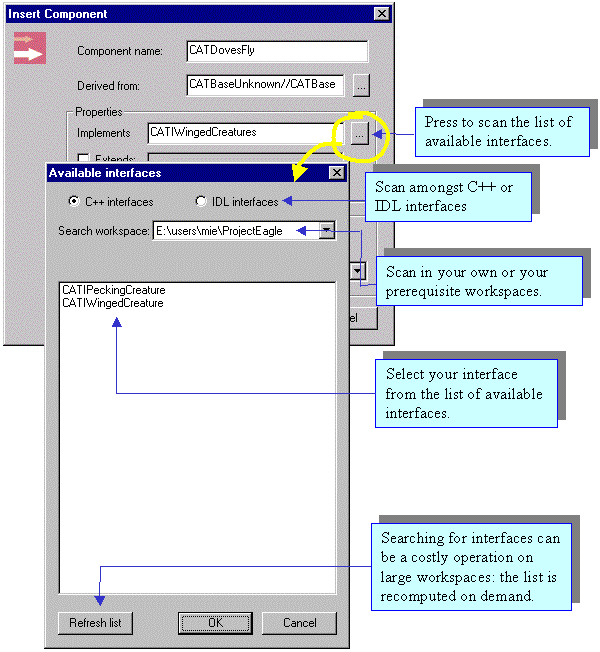 Insert Component
Component name:
CATDovesFly
Derived from:
CATBaseUnknown//CATBase
...
Properties
Implements
CATIWingedCreatures
...
Extends:
Press to scan the list of
available interfaces.
Available interfaces
C++ interfaces
IDL interfaces
Scan amongst C++ or
IDL interfaces
Search workspace:
E:\users\mie\ProjectEagle
Scan in your own or your
prerequisite workspaces.
CATIPeckingCreature
CATIWingedCreature
Select your interface
from the list of available
interfaces.
Searching for interfaces can
be a costly operation on
large workspaces: the list is
recomputed on demand.
Refresh list
OK
Cancel